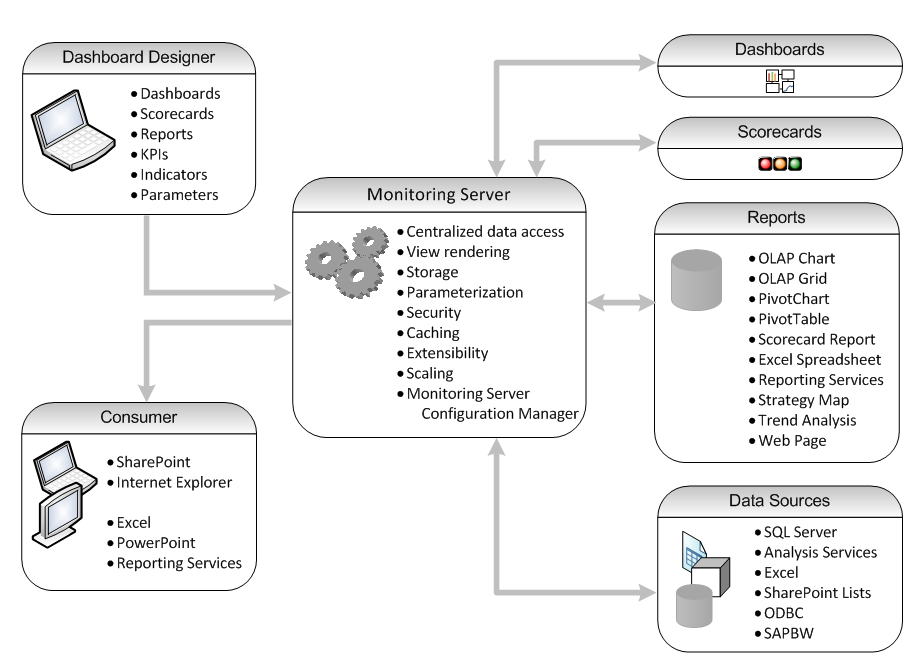 Dashboard Designer
• Dashboards
• Scorecards
• Reports
• KPIs
• Indicators
• Parameters
Monitoring Server
• Centralized data access
• View rendering
• Storage
• Parameterization
• Security
• Caching
• Extensibility
• Scaling
• Monitoring Server
Configuration Manager
Consumer
• SharePoint
• Internet Explorer
• Excel
• PowerPoint
• Reporting Services
Dashboards
Scorecards
Reports
• OLAP Chart
• OLAP Grid
• PivotChart
• PivotTable
• Scorecard Report
• Excel Spreadsheet
• Reporting Services
• Strategy Map
• Trend Analysis
• Web Page
Data Sources
• SQL Server
• Analysis Services
• Excel
• SharePoint Lists
• ODBC
• SAPBW